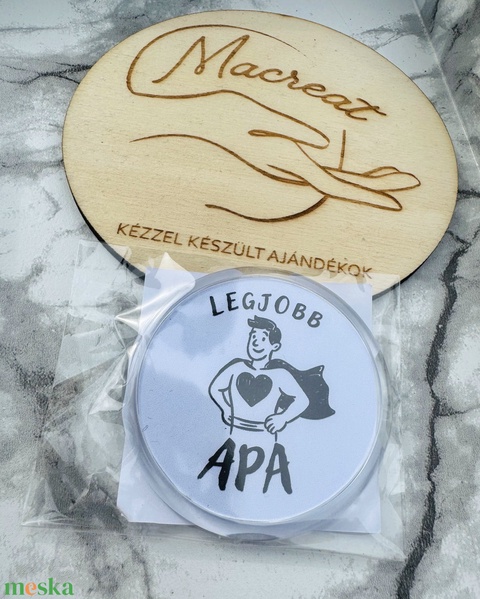 Macreat
KÉZZEL KÉSZÜLT AJÁNDÉKOK
LEGJOBB
APA
meska